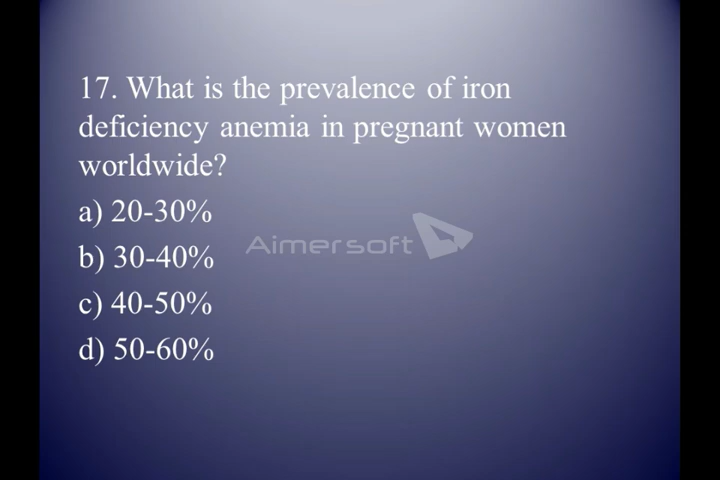 17. What is the prevalence of iron
deficiency anemia in pregnant women
worldwide?
a) 20-30%
Aimersoft
b) 30-40%
c) 40-50%
d) 50-60%